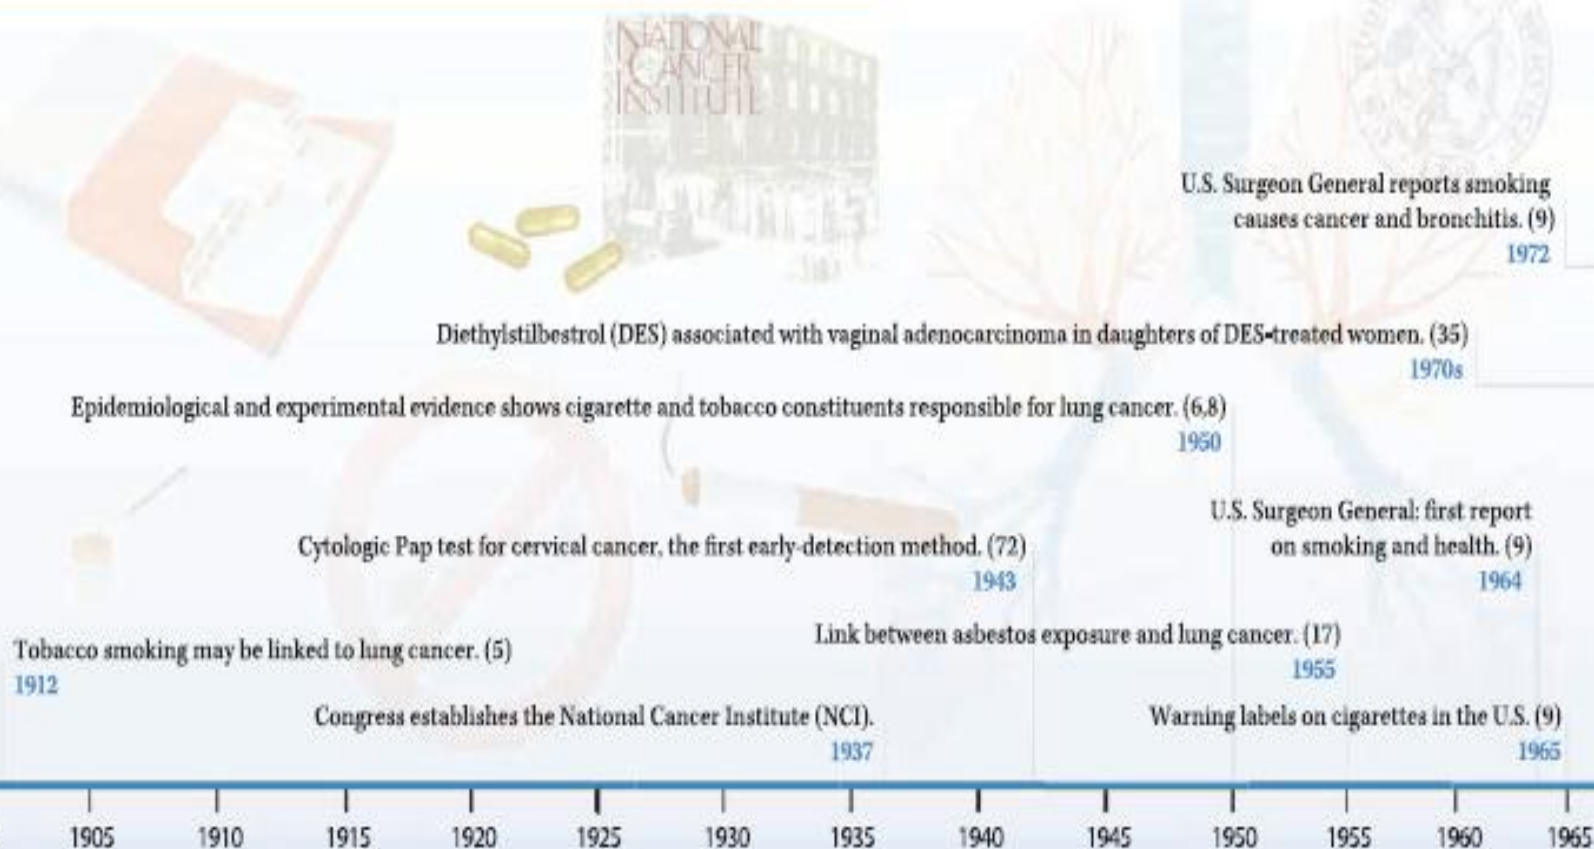 NATIONAL
CANCER
INSTITUTE
U.S. Surgeon General reports smoking
causes cancer and bronchitis. (9)
1972
Diethylstilbestrol (DES) associated with vaginal adenocarcinoma in daughters of DES-treated women. (35)
1970s
Epidemiological and experimental evidence shows cigarette and tobacco constituents responsible for lung cancer. (6,8)
1950
U.S. Surgeon General: first report
on smoking and health. (9)
1964
Cytologic Pap test for cervical cancer, the first early-detection method. (72)
1943
Link between asbestos exposure and lung cancer. (17)
1955
Tobacco smoking may be linked to lung cancer. (5)
1912
Congress establishes the National Cancer Institute (NCI).
1937
Warning labels on cigarettes in the U.S. (9)
1965
1905 1910 1915 1920 1925 1930 1935 1940 1945 1950 1955 1960 1965